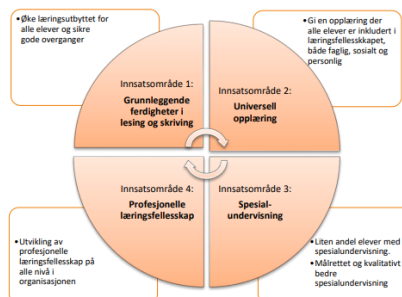 •Øke læringsutbyttet for
alle elever og sikre
gode overganger
•Gi en opplæring der
alle elever er inkludert i
læringsfellesskkapet,
både faglig, sosialt og
personlig
Innsatsområde 1:
Grunnleggende
ferdigheter i
lesing og skriving
Innsatsområde 2:
Universell
opplæring
Innsatsområde 4:
Profesjonelle
læringsfellesskap
Innsatsområde 3:
Spesial-
undervisning
•Utvikling av
profesjonelle
læringsfellesskap på
alle nivå i
organisasjonen
•Liten andel elever med
spesialundervisning.
•Målrettet og kvalitativt
bedre
spesialundervisning